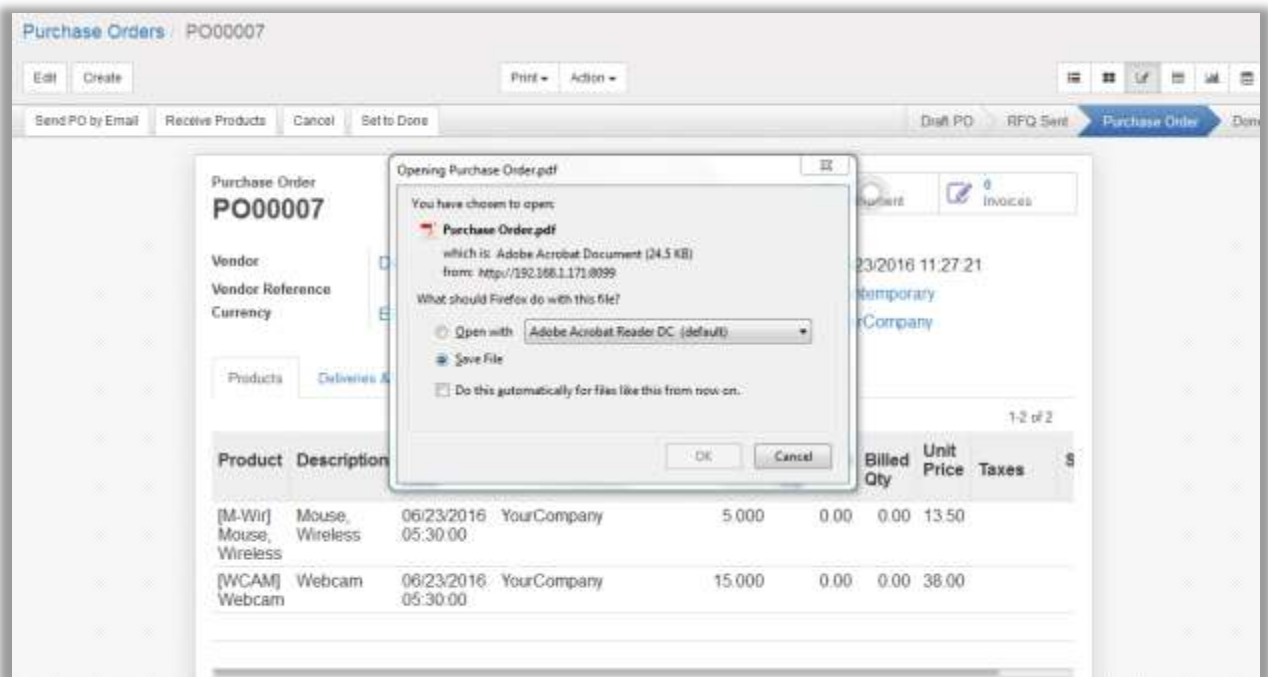 Purchase Orders / PO00007
Edit Create Print Action
Send PO by Email Receive Products Cancel Set to Done Draft PO RFQ Sent Purchase Order Done
Opening Purchase Order.pdf
Purchase Order
PO00007
You have chosen to open:
Purchase Order.pdf
which is: Adobe Acrobat Document (24.5 KB)
from: http://192.168.1.171:8099
0
Invoices
Vendor
23/2016 11:27:21
Vendor Reference
Currency
What should Firefox do with this file?
Open with Adobe Acrobat Reader DC (default)
Save File
Do this automatically for files like this from now on.
OK Cancel
Products Deliveries &
1-2 of 2
Product Description Billed Qty Unit Price Taxes
[M-Wir] Mouse, Wireless Mouse, Wireless 06/23/2016 05:30:00 YourCompany 5.000 0.00 0.00 13.50
[WCAM] Webcam Webcam 06/23/2016 05:30:00 YourCompany 15.000 0.00 0.00 38.00